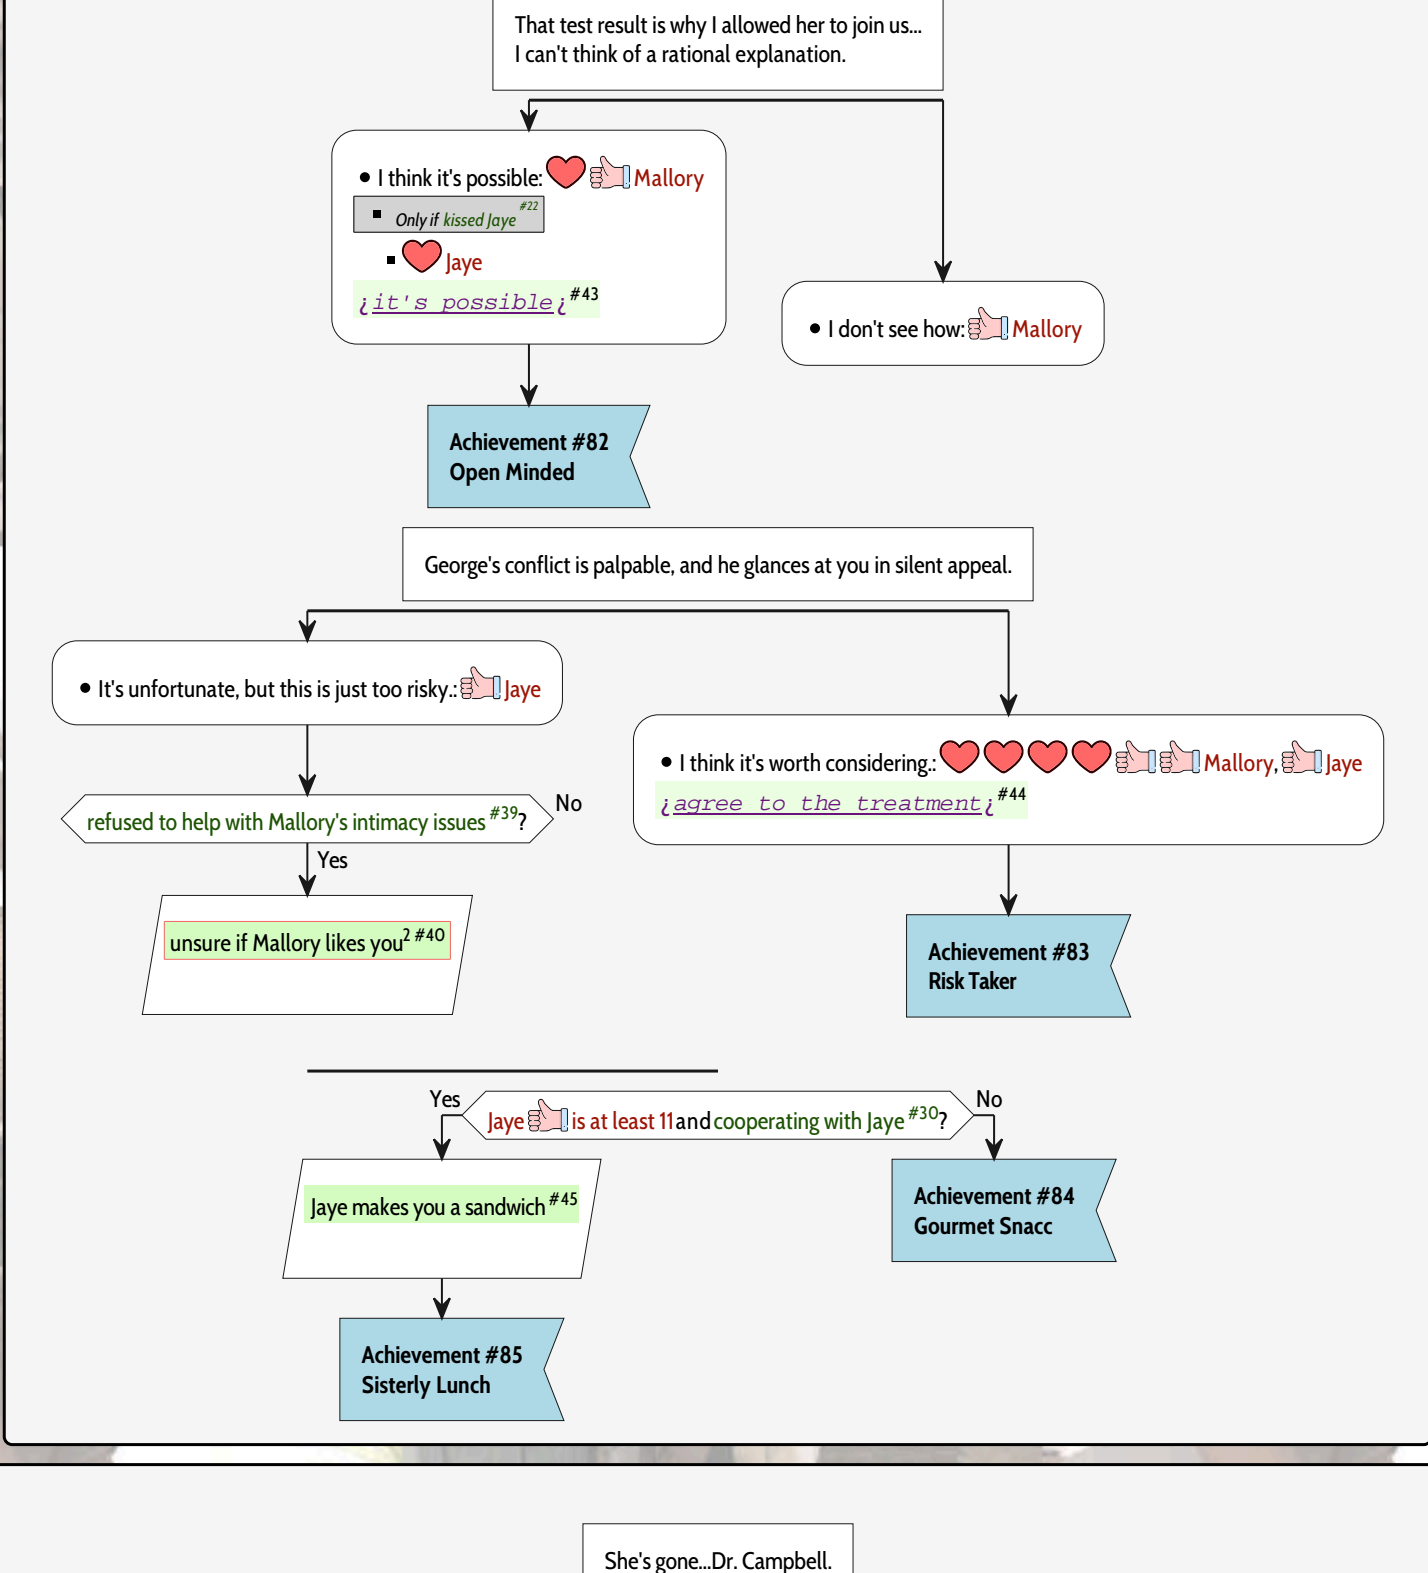 That test result is why I allowed her to join us...
I can't think of a rational explanation.
I think it's possible: Mallory
Only if kissed Jaye #22
Jaye
¿it's possible¿ #43
I don't see how: Mallory
Achievement #82
Open Minded
George's conflict is palpable, and he glances at you in silent appeal.
It's unfortunate, but this is just too risky.: Jaye
I think it's worth considering.: Mallory, Jaye
¿agree to the treatment¿ #44
refused to help with Mallory's intimacy issues #39?
No
Yes
unsure if Mallory likes you 2 #40
Achievement #83
Risk Taker
Yes
Jaye is at least 11 and cooperating with Jaye #30?
No
Jaye makes you a sandwich #45
Achievement #84
Gourmet Snacc
Achievement #85
Sisterly Lunch
She's gone...Dr. Campbell.